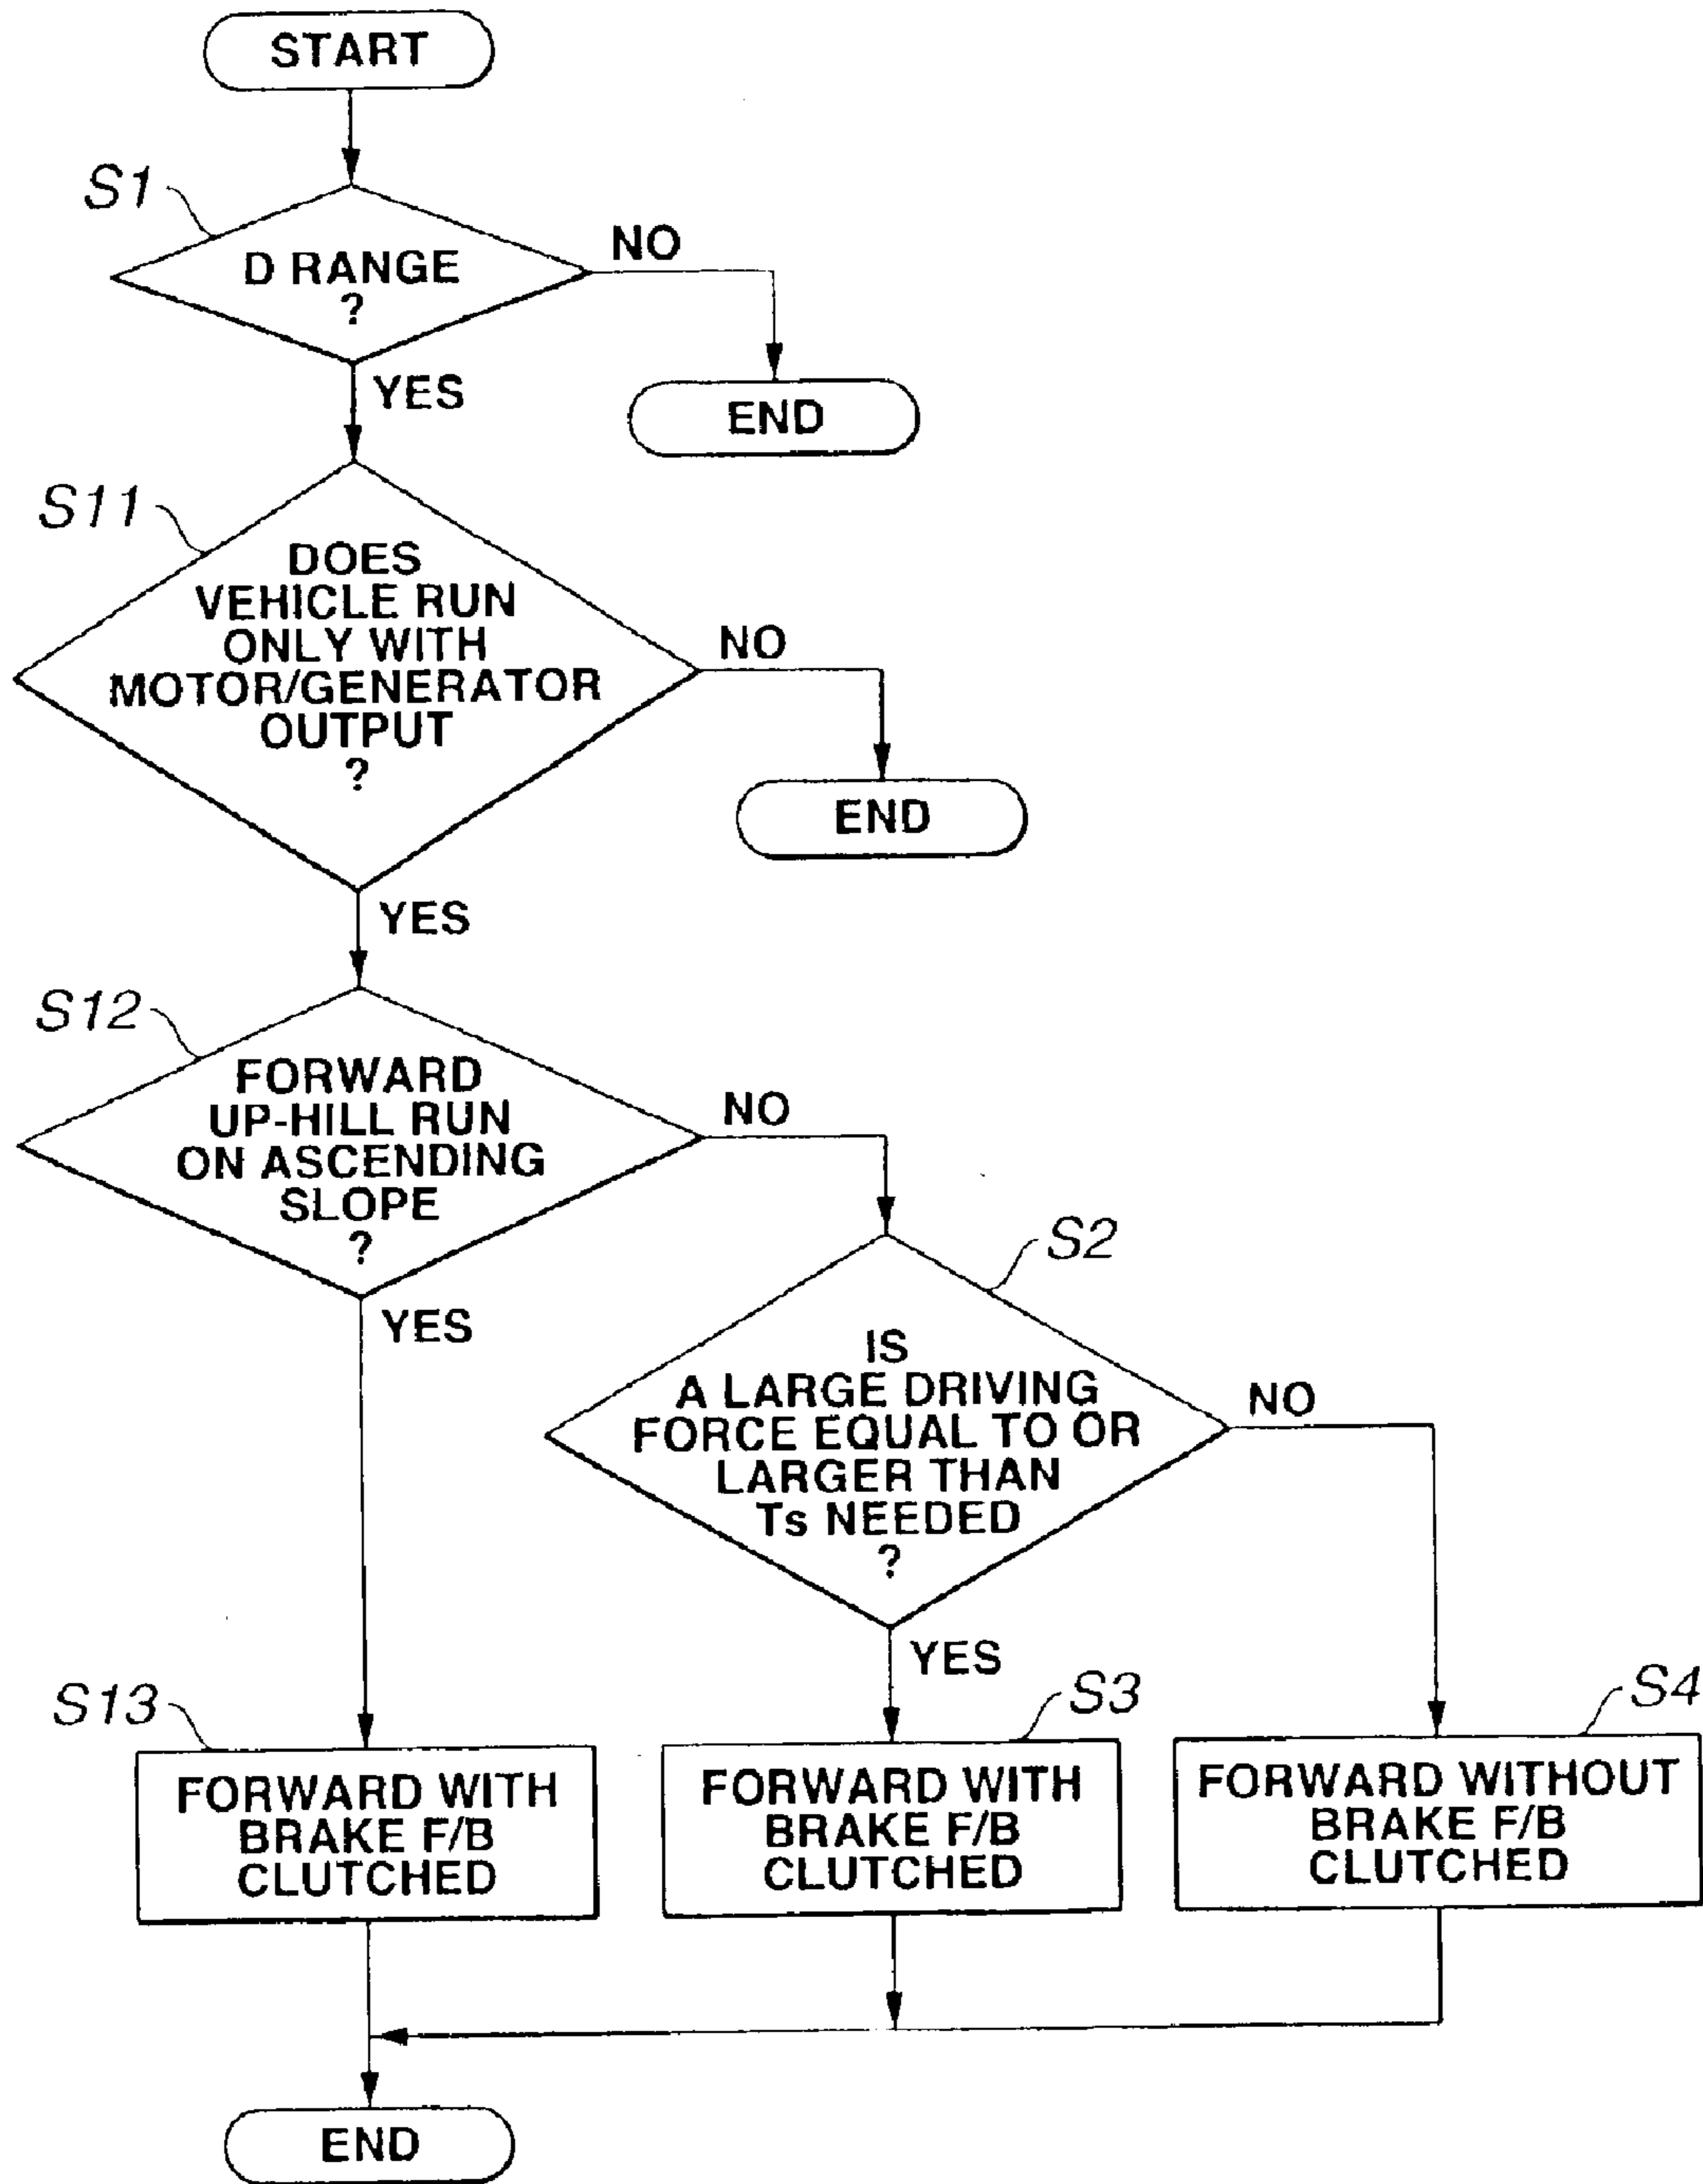 START
S1
D RANGE
?
NO
YES
END
S11
DOES
VEHICLE RUN
ONLY WITH
MOTOR/GENERATOR
OUTPUT
?
NO
END
YES
S12
FORWARD
UP-HILL RUN
ON ASCENDING
SLOPE
?
NO
YES
S2
IS
A LARGE DRIVING
FORCE EQUAL TO OR
LARGER THAN
Ts NEEDED
?
NO
YES
S13
FORWARD WITH
BRAKE F/B
CLUTCHED
S3
FORWARD WITH
BRAKE F/B
CLUTCHED
S4
FORWARD WITHOUT
BRAKE F/B
CLUTCHED
END